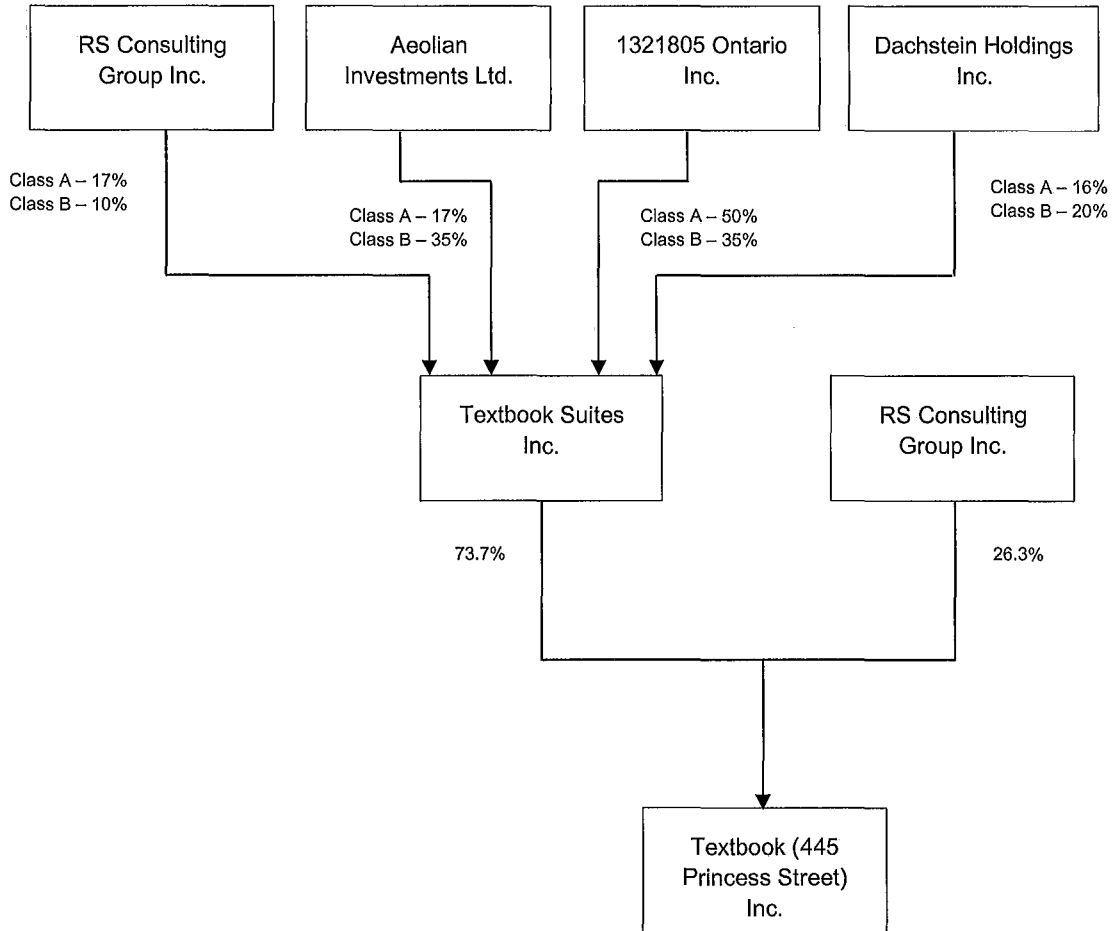 RS Consulting
Group Inc.
Aeolian
Investments Ltd.
1321805 Ontario
Inc.
Dachstein Holdings
Inc.
Class A – 17%
Class B – 10%
Class A – 17%
Class B – 35%
Class A – 50%
Class B – 35%
Class A – 16%
Class B – 20%
Textbook Suites
Inc.
RS Consulting
Group Inc.
73.7%
26.3%
Textbook (445
Princess Street)
Inc.